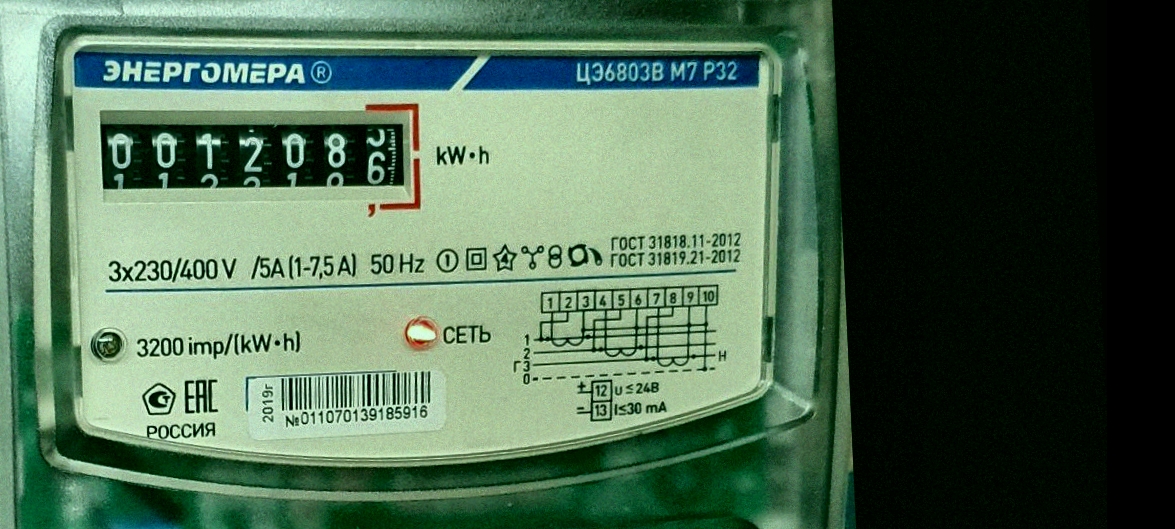 ЭНЕРГОМЕРА® ЦЭ6803В М7 Р32
0 0 1 2 0 8 6
kW•h
3x230/400 V /5A (1-7,5 A) 50 Hz
ГОСТ 31818.11-2012
ГОСТ 31819.21-2012
1 2 3 4 5 6 7 8 9 10
3200 imp/(kW•h)
СЕТЬ
1
2
Г 3 Н
0
ЕАС
РОССИЯ
2019г
№011070139185916
+ 12 U ≤ 24В
– 13 I≤30 mA